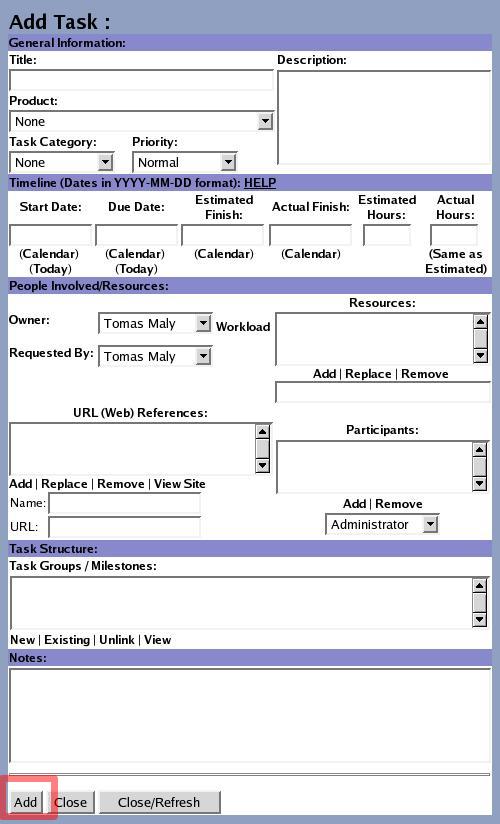 Add Task :
General Information:
Title:
Description:
Product:
None
Task Category: Priority:
None Normal
Timeline (Dates in YYYY-MM-DD format): HELP
Start Date: Due Date: Estimated Finish: Actual Finish: Estimated Hours: Actual Hours:
(Calendar) (Calendar) (Calendar) (Calendar) (Same as
(Today) (Today) Estimated)
People Involved/Resources:
Resources:
Owner: Tomas Maly Workload
Requested By: Tomas Maly
Add | Replace | Remove
URL (Web) References:
Participants:
Add | Replace | Remove | View Site
Name:
Add | Remove
URL:
Administrator
Task Structure:
Task Groups / Milestones:
New | Existing | Unlink | View
Notes:
Add Close Close/Refresh